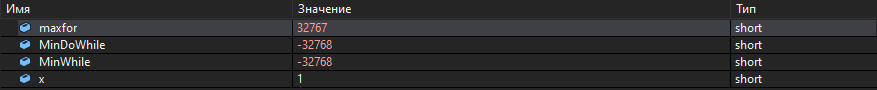 Имя Значение Тип
maxfor 32767 short
MinDoWhile -32768 short
MinWhile -32768 short
x 1 short